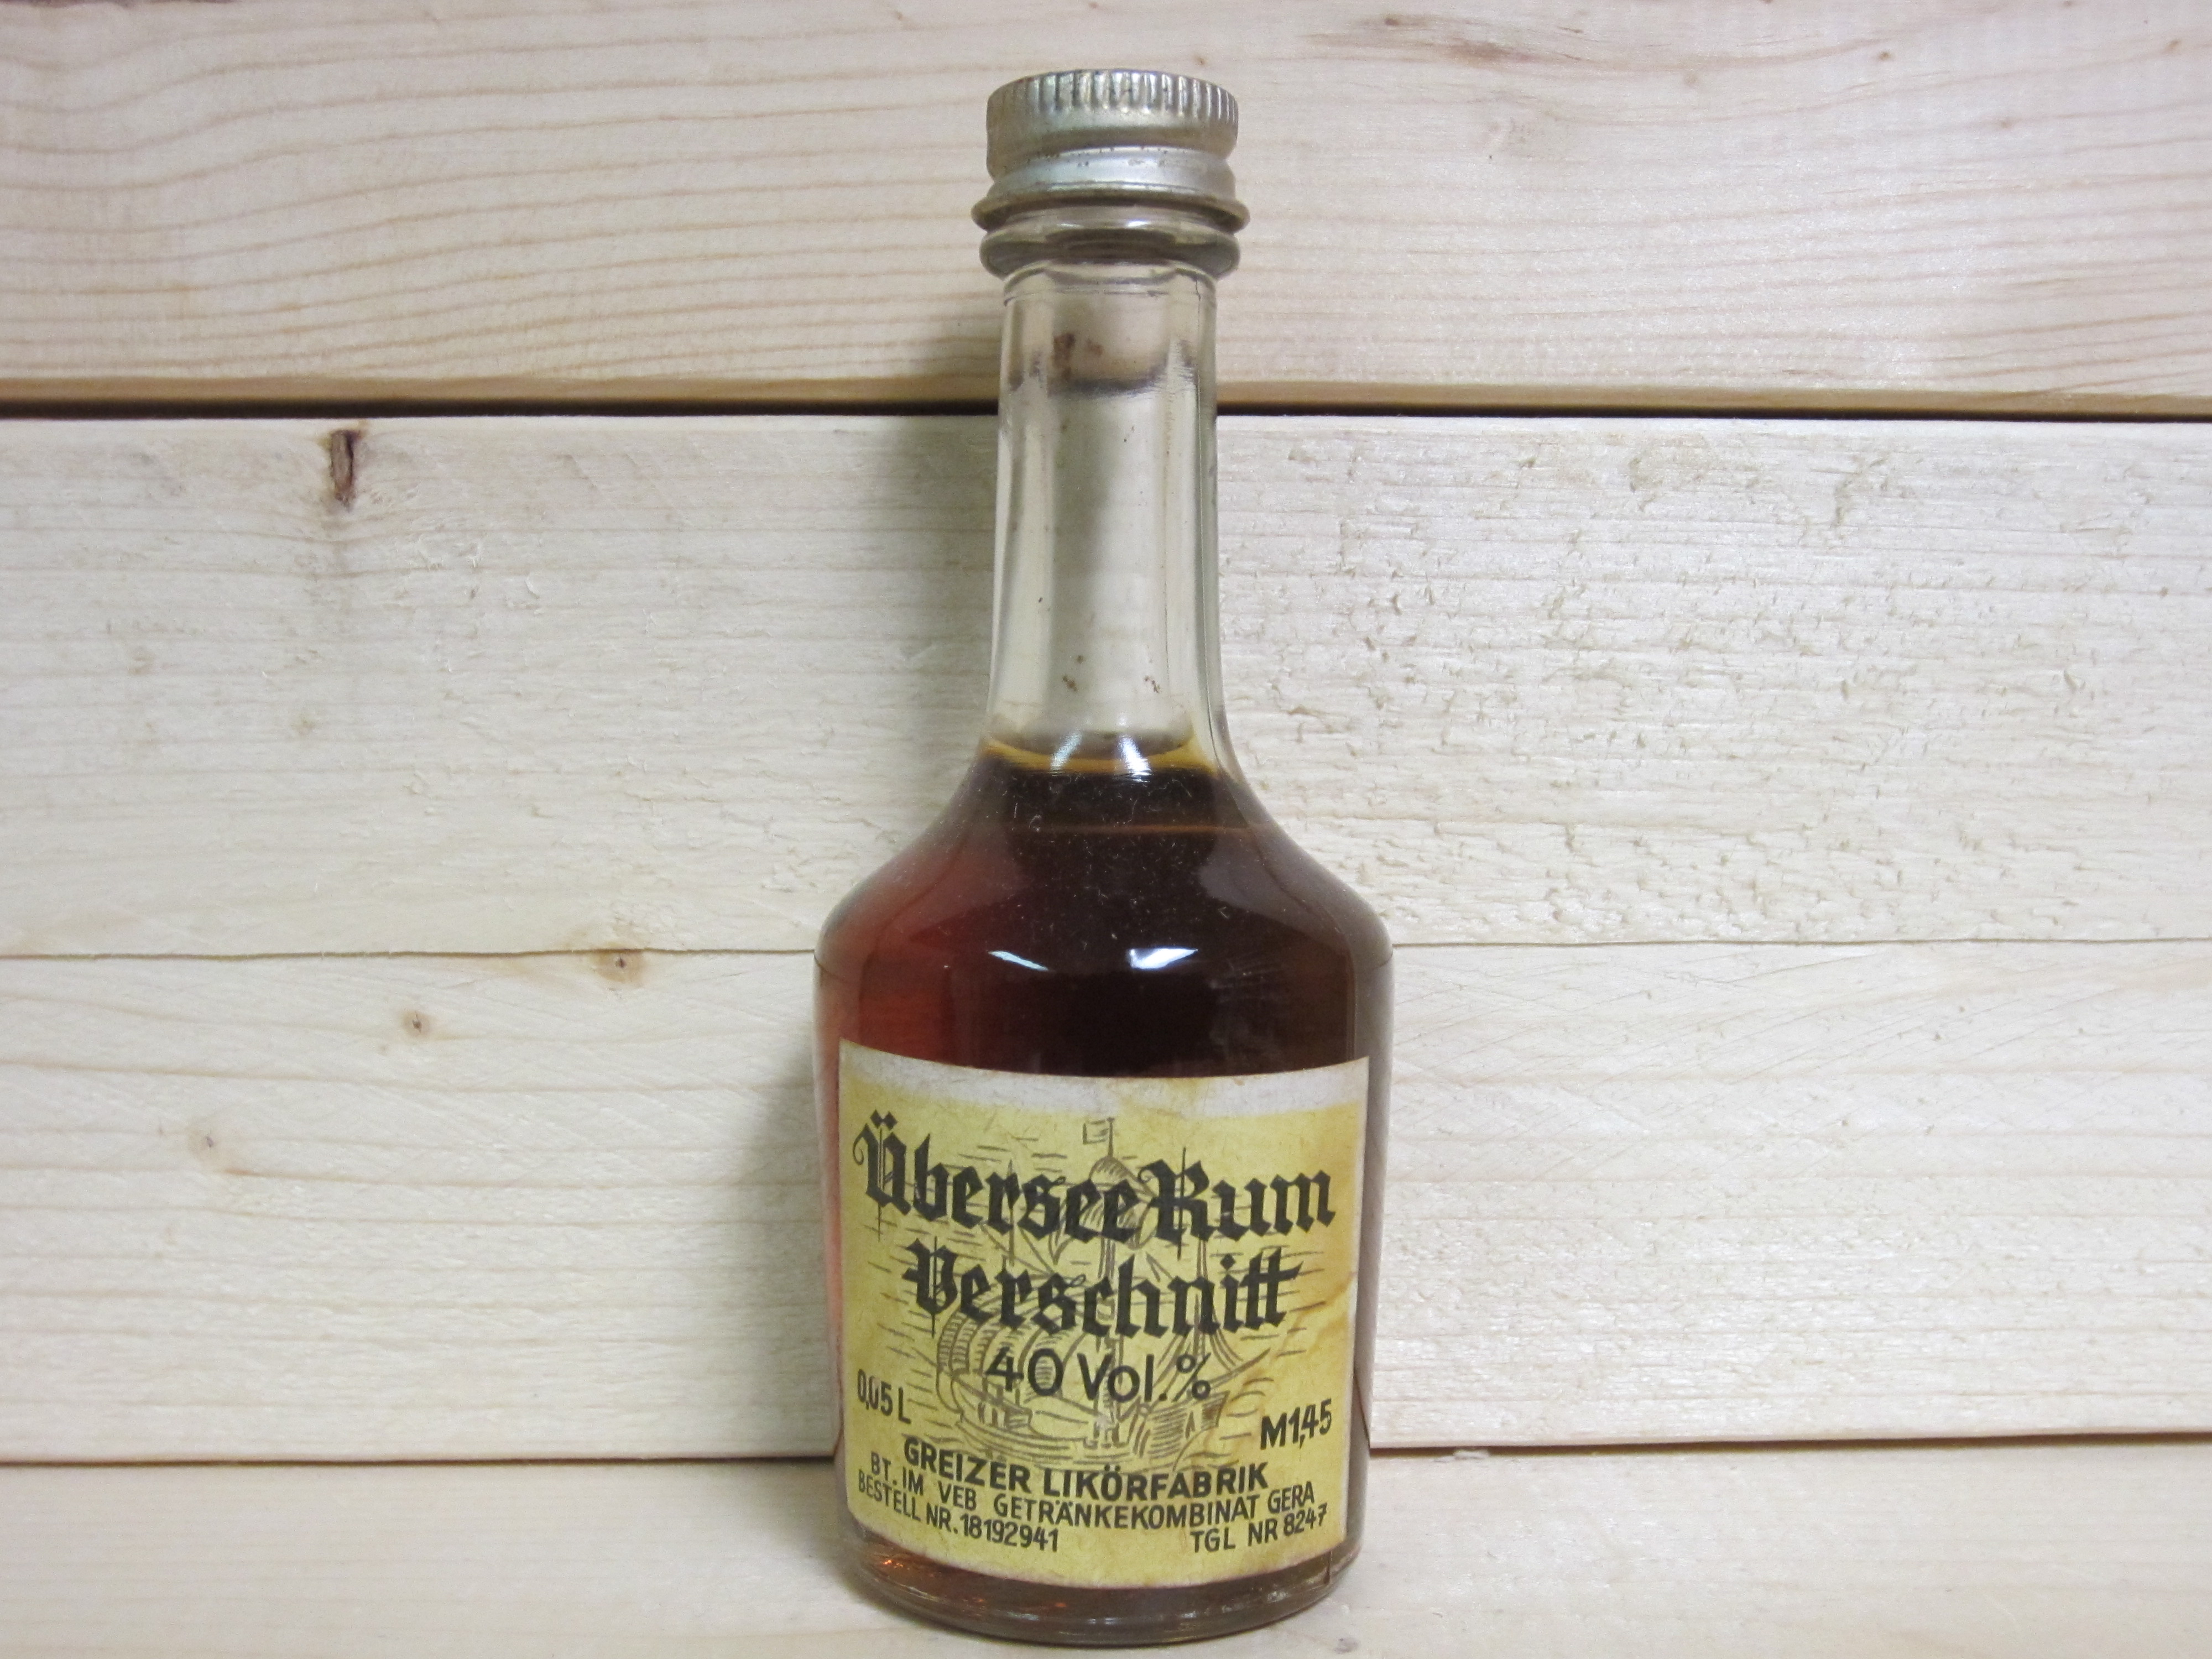 Übersee Rum
Verschnitt
40 Vol.%
0,05 L
M 1,45
GREIZER LIKÖRFABRIK
BT. IM VEB GETRÄNKEKOMBINAT GERA
BESTELL NR. 18192941
TGL NR 8247